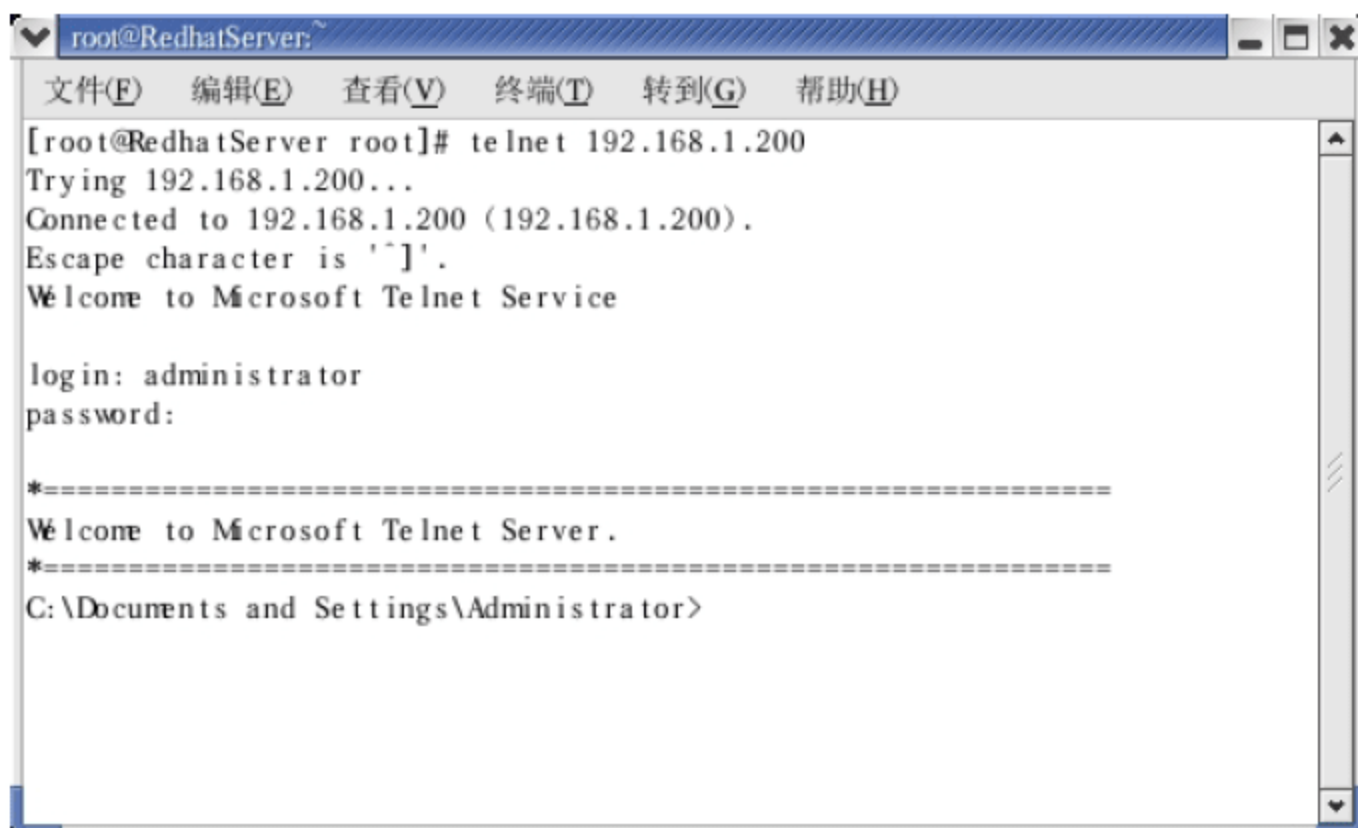 root@RedhatServer:~
文件(F) 编辑(E) 查看(V) 终端(T) 转到(G) 帮助(H)
[root@RedhatServer root]# telnet 192.168.1.200
Trying 192.168.1.200...
Connected to 192.168.1.200 (192.168.1.200).
Escape character is '^]'.
Welcome to Microsoft Telnet Service
login: administrator
password:
*===============================================================
Welcome to Microsoft Telnet Server.
*===============================================================
C:\Documents and Settings\Administrator>